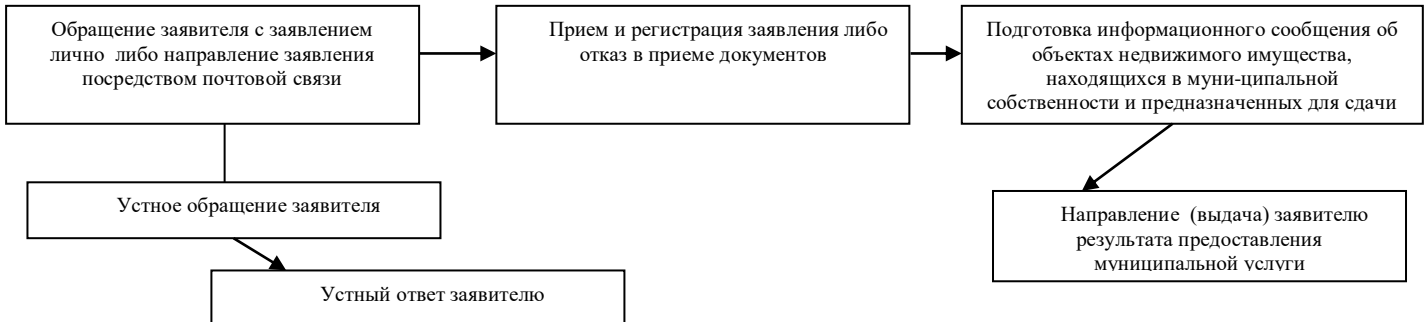 Обращение заявителя с заявлением
лично либо направление заявления
посредством почтовой связи
Прием и регистрация заявления либо
отказ в приеме документов
Подготовка информационного сообщения об
объектах недвижимого имущества,
находящихся в муни-ципальной
собственности и предназначенных для сдачи
Устное обращение заявителя
Направление (выдача) заявителю
результата предоставления
муниципальной услуги
Устный ответ заявителю